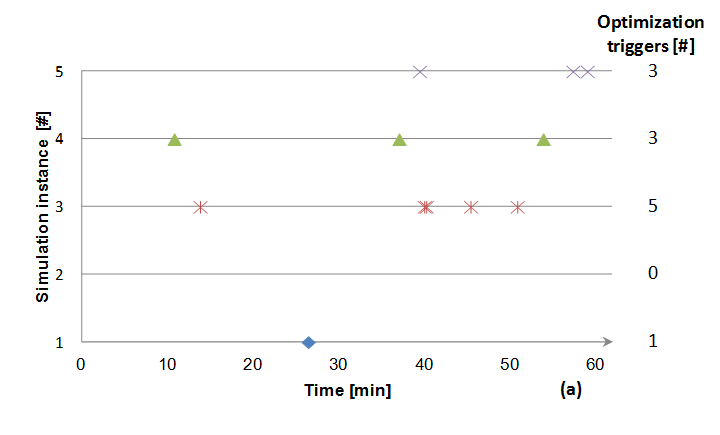 Optimization
triggers [#]
5 3
4 3
3 5
2 0
1 1
Simulation instance [#]
0 10 20 30 40 50 60
Time [min] (a)